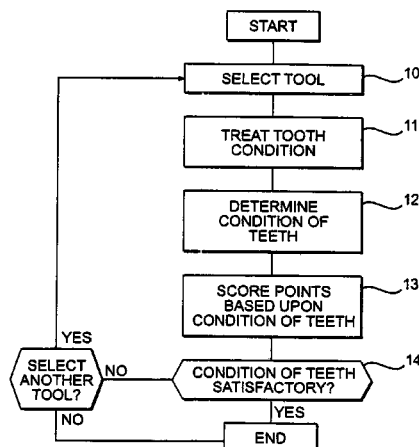 START
SELECT TOOL
10
TREAT TOOTH
CONDITION
11
DETERMINE
CONDITION OF
TEETH
12
SCORE POINTS
BASED UPON
CONDITION OF TEETH
13
YES
SELECT
ANOTHER
TOOL?
NO
CONDITION OF TEETH
SATISFACTORY?
14
NO
YES
END